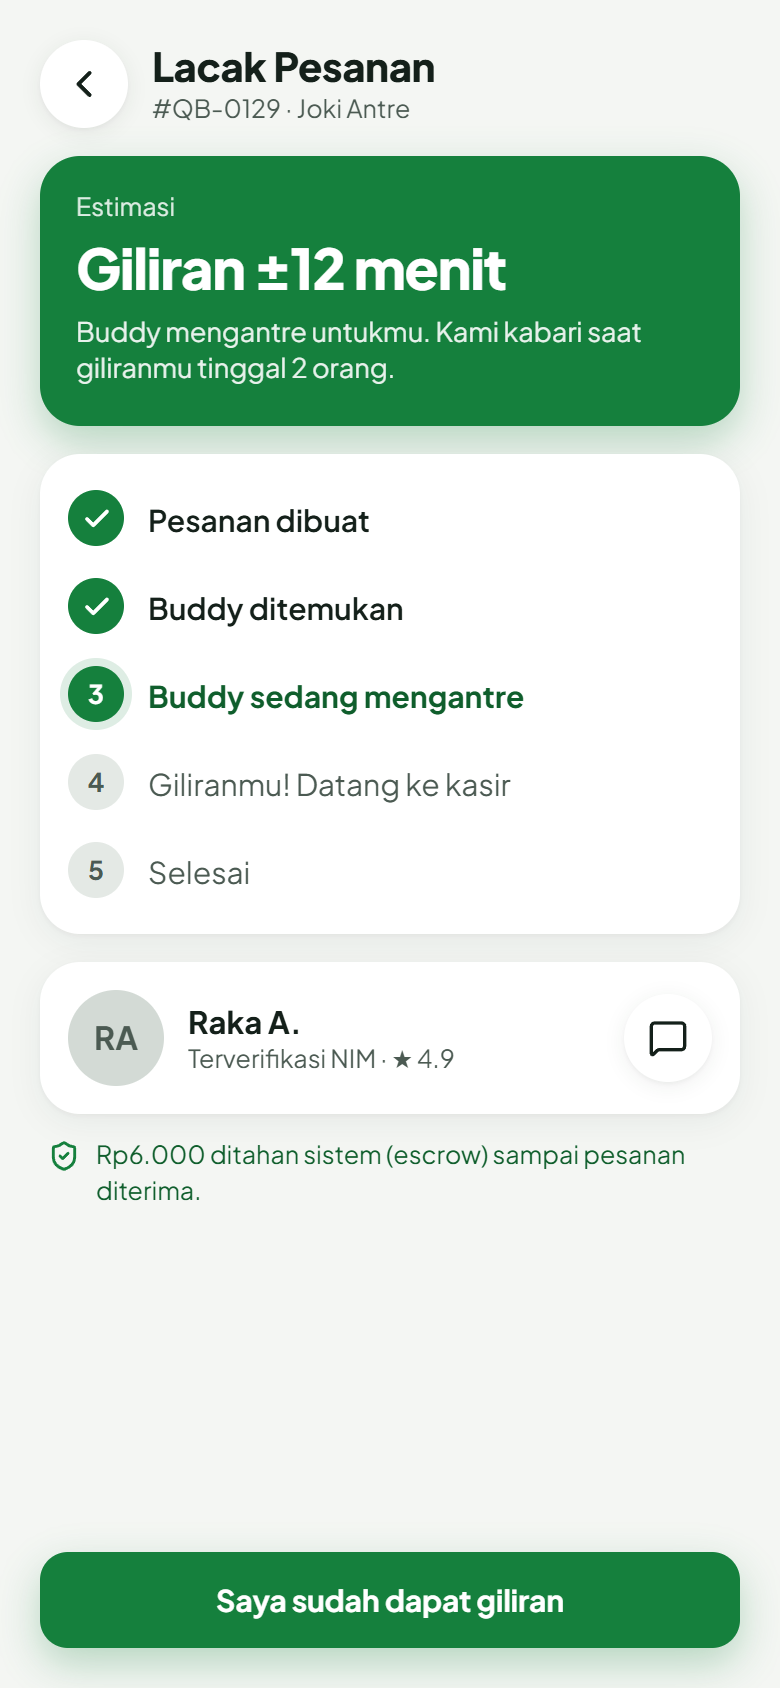 Lacak Pesanan
#QB-0129 · Joki Antre
Estimasi
Giliran ±12 menit
Buddy mengantre untukmu. Kami kabari saat
giliranmu tinggal 2 orang.
Pesanan dibuat
Buddy ditemukan
3 Buddy sedang mengantre
4 Giliranmu! Datang ke kasir
5 Selesai
RA
Raka A.
Terverifikasi NIM · ★ 4.9
Rp6.000 ditahan sistem (escrow) sampai pesanan
diterima.
Saya sudah dapat giliran